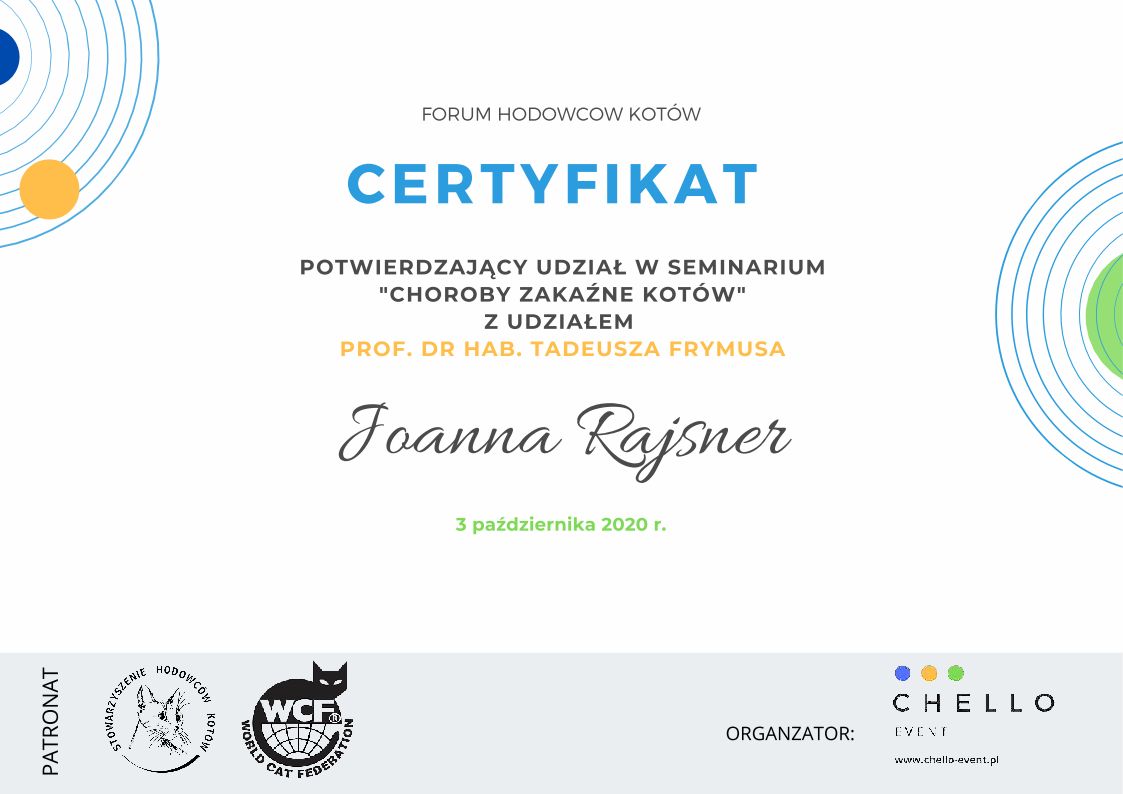 FORUM HODOWCOW KOTÓW
CERTYFIKAT
POTWIERDZAJĄCY UDZIAŁ W SEMINARIUM
"CHOROBY ZAKAŹNE KOTÓW"
Z UDZIAŁEM
PROF. DR HAB. TADEUSZA FRYMUSA
Joanna Rajsner
3 października 2020 r.
PATRONAT
STOWARZYSZENIE HODOWCÓW KOTÓW
WCF®
WORLD CAT FEDERATION
ORGANZATOR:
CHELLO
EVENT
www.chello-event.pl